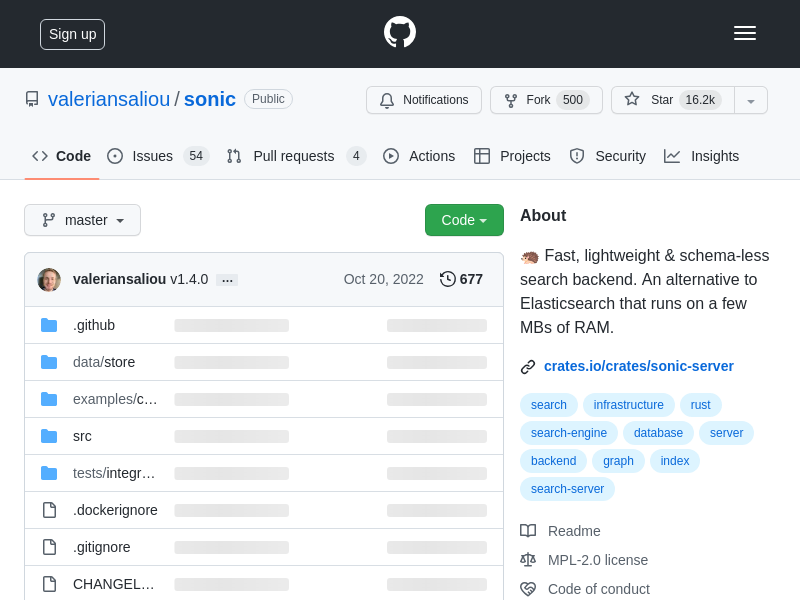 Sign up
valeriansaliou / sonic Public
Notifications
Fork 500
Star 16.2k
Code
Issues 54
Pull requests 4
Actions
Projects
Security
Insights
master
Code
valeriansaliou v1.4.0 …
Oct 20, 2022
677
.github
data/store
examples/c…
src
tests/integr…
.dockerignore
.gitignore
CHANGEL…
About
🦔 Fast, lightweight & schema-less
search backend. An alternative to
Elasticsearch that runs on a few
MBs of RAM.
crates.io/crates/sonic-server
search infrastructure rust
search-engine database server
backend graph index
search-server
Readme
MPL-2.0 license
Code of conduct